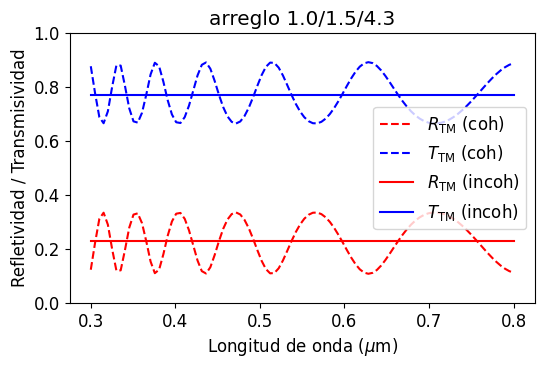 arreglo 1.0/1.5/4.3
Refletividad / Transmisividad
1.0
0.8
0.6
0.4
0.2
0.0
R_TM (coh)
T_TM (coh)
R_TM (incoh)
T_TM (incoh)
0.3 0.4 0.5 0.6 0.7 0.8
Longitud de onda (μm)